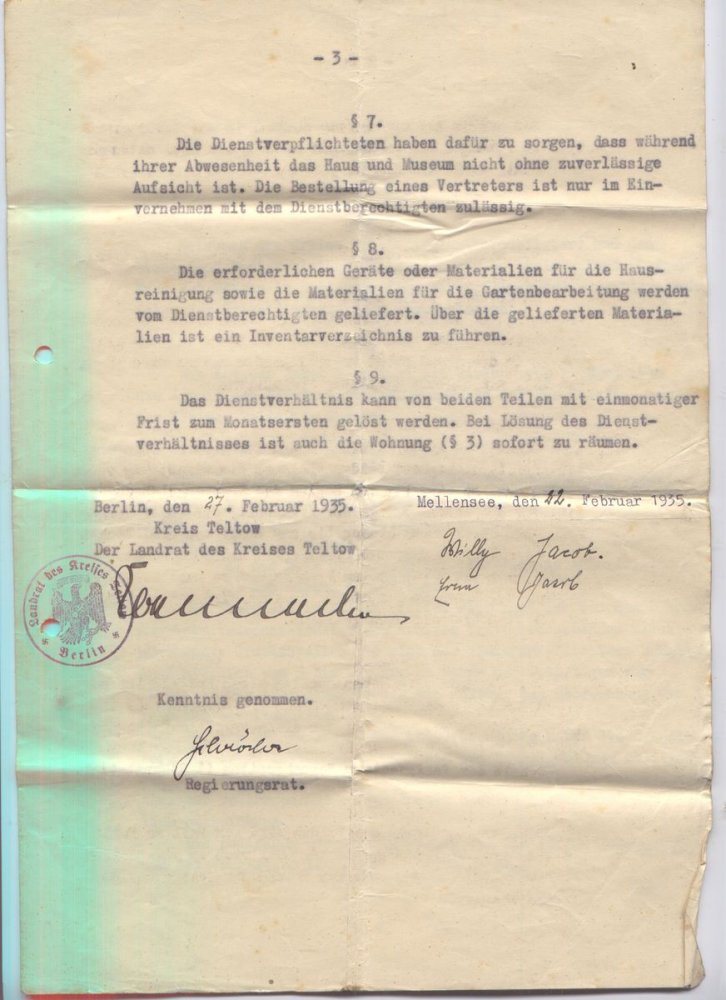 - 3 -
§ 7.
Die Dienstverpflichteten haben dafür zu sorgen, dass während
ihrer Abwesenheit das Haus und Museum nicht ohne zuverlässige
Aufsicht ist. Die Bestellung eines Vertreters ist nur im Ein-
vernehmen mit dem Dienstberechtigten zulässig.
§ 8.
Die erforderlichen Geräte oder Materialien für die Haus-
reinigung sowie die Materialien für die Gartenbearbeitung werden
vom Dienstberechtigten geliefert. Über die gelieferten Materia-
lien ist ein Inventarverzeichnis zu führen.
§ 9.
Das Dienstverhältnis kann von beiden Teilen mit einmonatiger
Frist zum Monatsersten gelöst werden. Bei Lösung des Dienst-
verhältnisses ist auch die Wohnung (§ 3) sofort zu räumen.
Berlin, den 27. Februar 1935.
Kreis Teltow
Der Landrat des Kreises Teltow
Landrat des Kreises Teltow
Berlin
Mellensee, den 22. Februar 1935.
Willy Jacob.
Erna Jacob
Kenntnis genommen.
Regierungsrat.